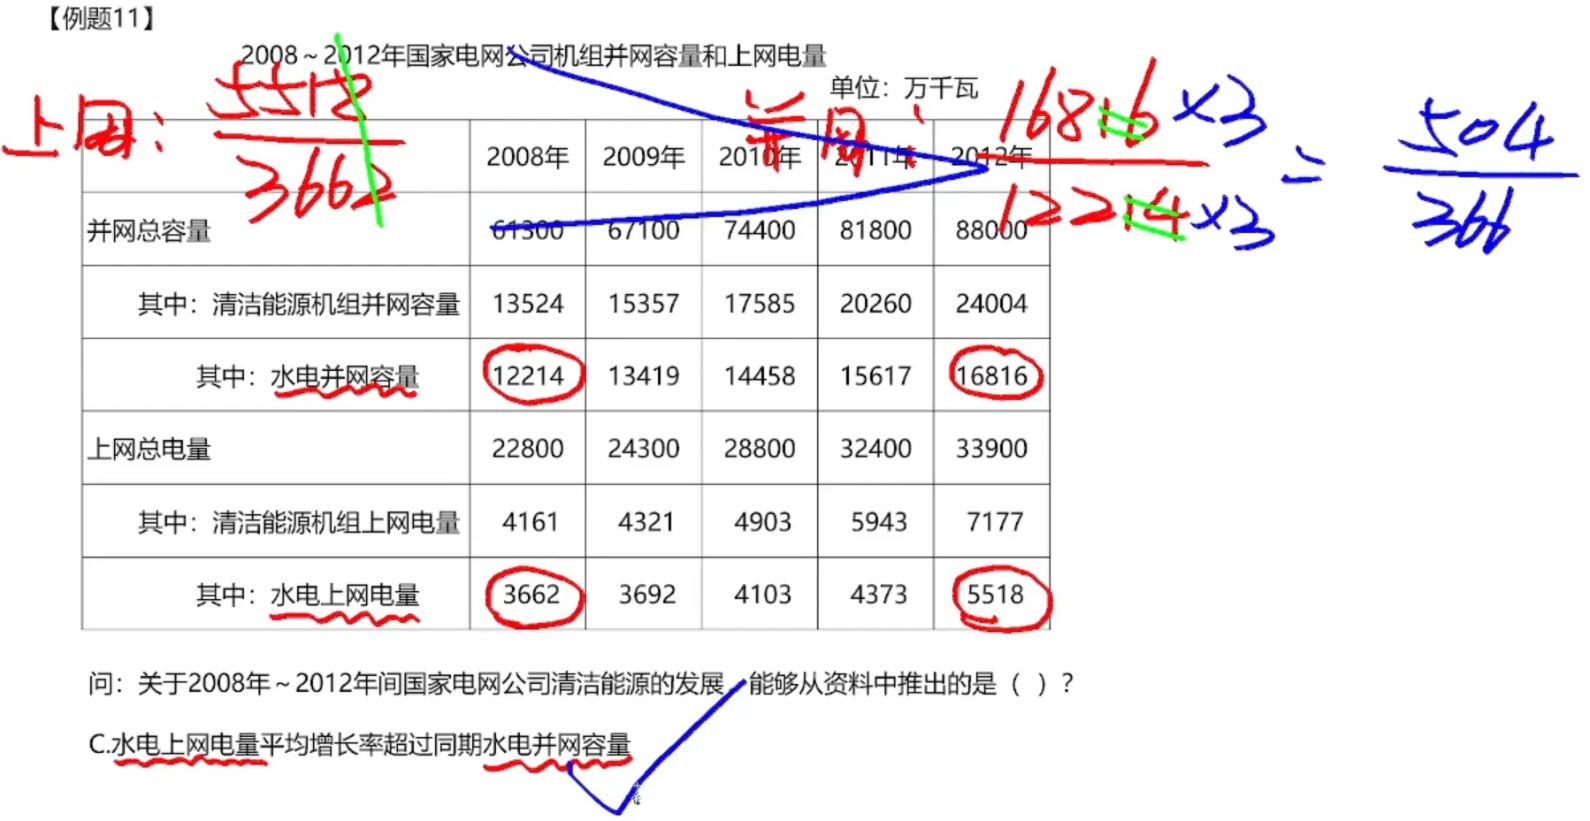 【例题11】
2008～2012年国家电网公司机组并网容量和上网电量
单位：万千瓦
上网： 5518 / 3662
并网： 16816 ×3 / 12214 ×3 = 504 / 366
2008年 2009年 2010年 2011年 2012年
并网总容量 61300 67100 74400 81800 88000
其中：清洁能源机组并网容量 13524 15357 17585 20260 24004
其中：水电并网容量 12214 13419 14458 15617 16816
上网总电量 22800 24300 28800 32400 33900
其中：清洁能源机组上网电量 4161 4321 4903 5943 7177
其中：水电上网电量 3662 3692 4103 4373 5518
问：关于2008年～2012年间国家电网公司清洁能源的发展，能够从资料中推出的是（ ）？
C.水电上网电量平均增长率超过同期水电并网容量